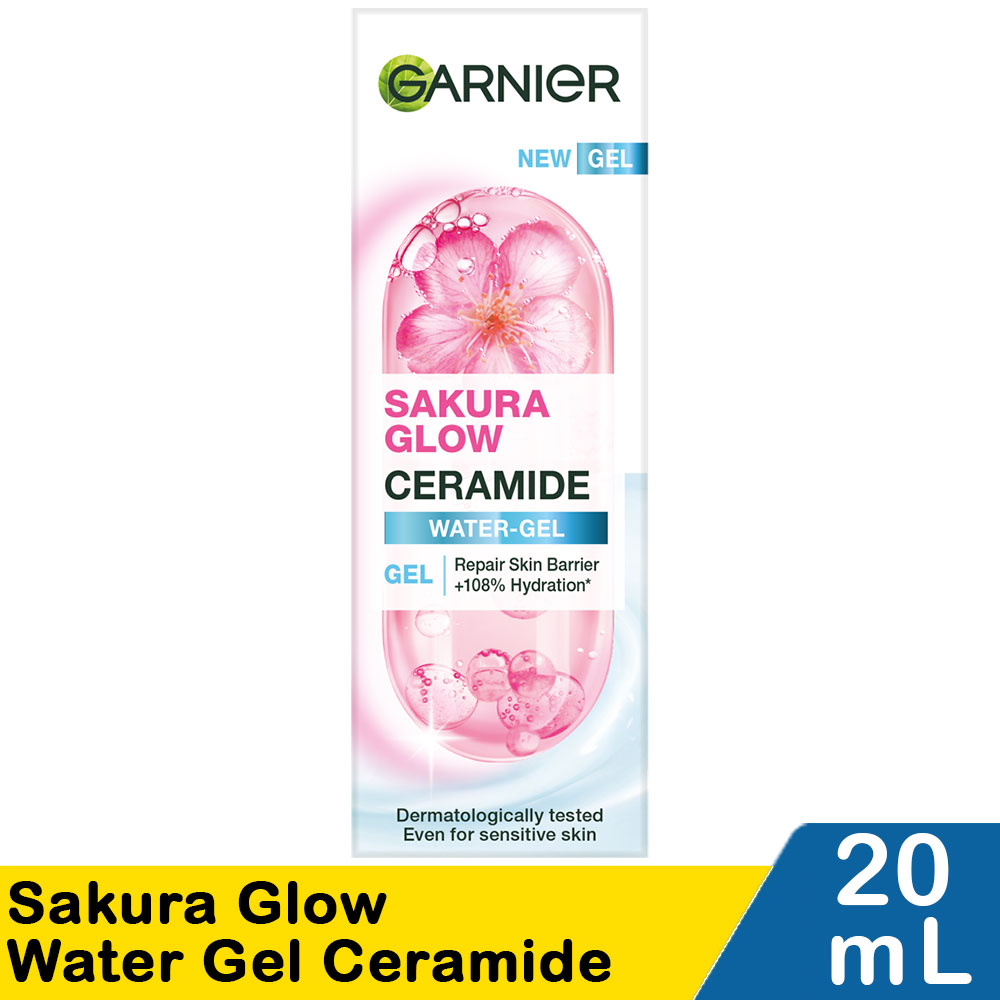 GARNIER
NEW GEL
SAKURA
GLOW
CERAMIDE
WATER-GEL
GEL
Repair Skin Barrier
+108% Hydration*
Dermatologically tested
Even for sensitive skin
Sakura Glow
Water Gel Ceramide
20
mL